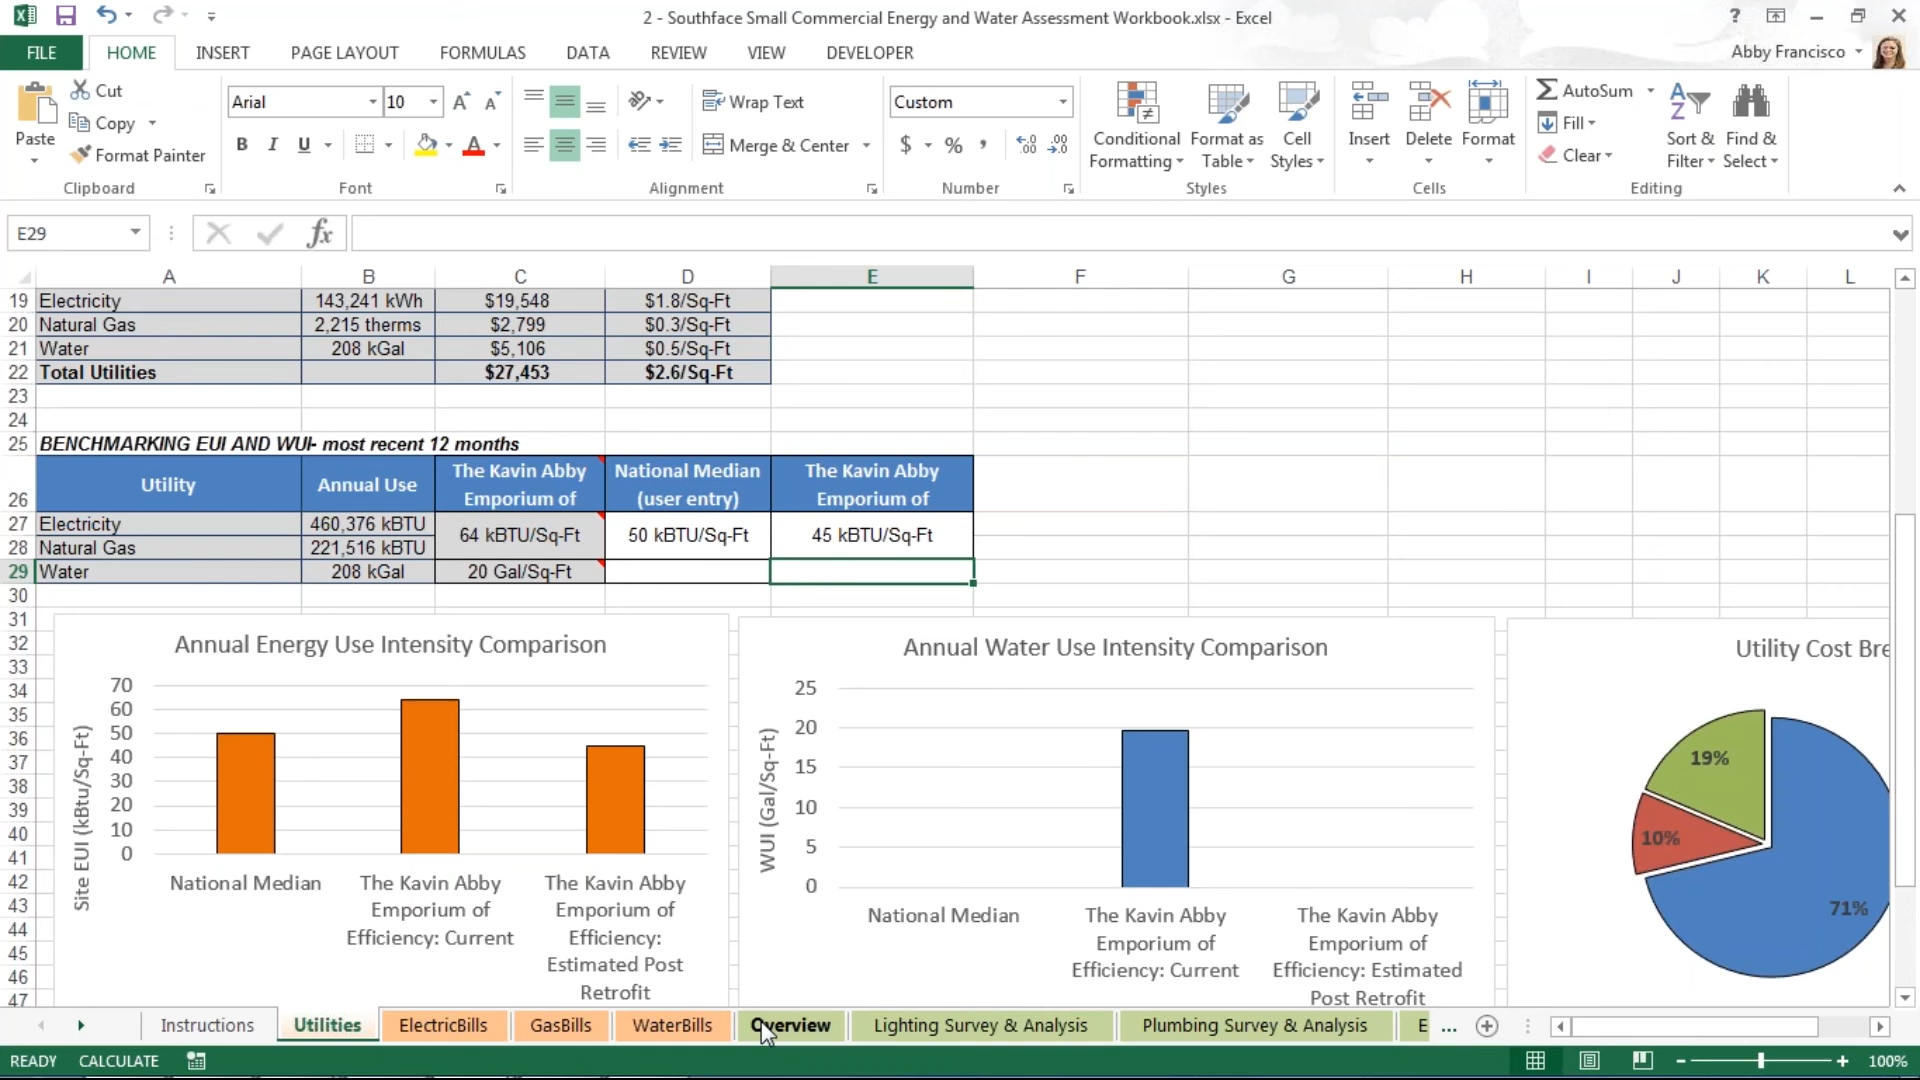 2 - Southface Small Commercial Energy and Water Assessment Workbook.xlsx - Excel
?
FILE HOME INSERT PAGE LAYOUT FORMULAS DATA REVIEW VIEW DEVELOPER
Abby Francisco
Paste
Cut
Copy
Format Painter
Clipboard
Arial 10
B I U
Font
Wrap Text
Merge & Center
Alignment
Custom
$ % ,
Number
Conditional
Formatting
Format as
Table
Cell
Styles
Styles
Insert Delete Format
Cells
AutoSum
Fill
Clear
Sort &
Filter
Find &
Select
Editing
E29
fx
A B C D E F G H I J K L
19 Electricity 143,241 kWh $19,548 $1.8/Sq-Ft
20 Natural Gas 2,215 therms $2,799 $0.3/Sq-Ft
21 Water 208 kGal $5,106 $0.5/Sq-Ft
22 Total Utilities $27,453 $2.6/Sq-Ft
23
24
25 BENCHMARKING EUI AND WUI- most recent 12 months
26 Utility Annual Use The Kavin Abby Emporium of National Median (user entry) The Kavin Abby Emporium of
27 Electricity 460,376 kBTU 64 kBTU/Sq-Ft 50 kBTU/Sq-Ft 45 kBTU/Sq-Ft
28 Natural Gas 221,516 kBTU
29 Water 208 kGal 20 Gal/Sq-Ft
30
31
32
33
34
35
36
37
38
39
40
41
42
43
44
45
46
47
Annual Energy Use Intensity Comparison
Site EUI (kBtu/Sq-Ft)
70
60
50
40
30
20
10
0
National Median
The Kavin Abby
Emporium of
Efficiency: Current
The Kavin Abby
Emporium of
Efficiency:
Estimated Post
Retrofit
Annual Water Use Intensity Comparison
WUI (Gal/Sq-Ft)
25
20
15
10
5
0
National Median
The Kavin Abby
Emporium of
Efficiency: Current
The Kavin Abby
Emporium of
Efficiency: Estimated
Post Retrofit
Utility Cost Bre
19%
10%
71%
Instructions Utilities ElectricBills GasBills WaterBills Overview Lighting Survey & Analysis Plumbing Survey & Analysis E ...
READY CALCULATE
100%